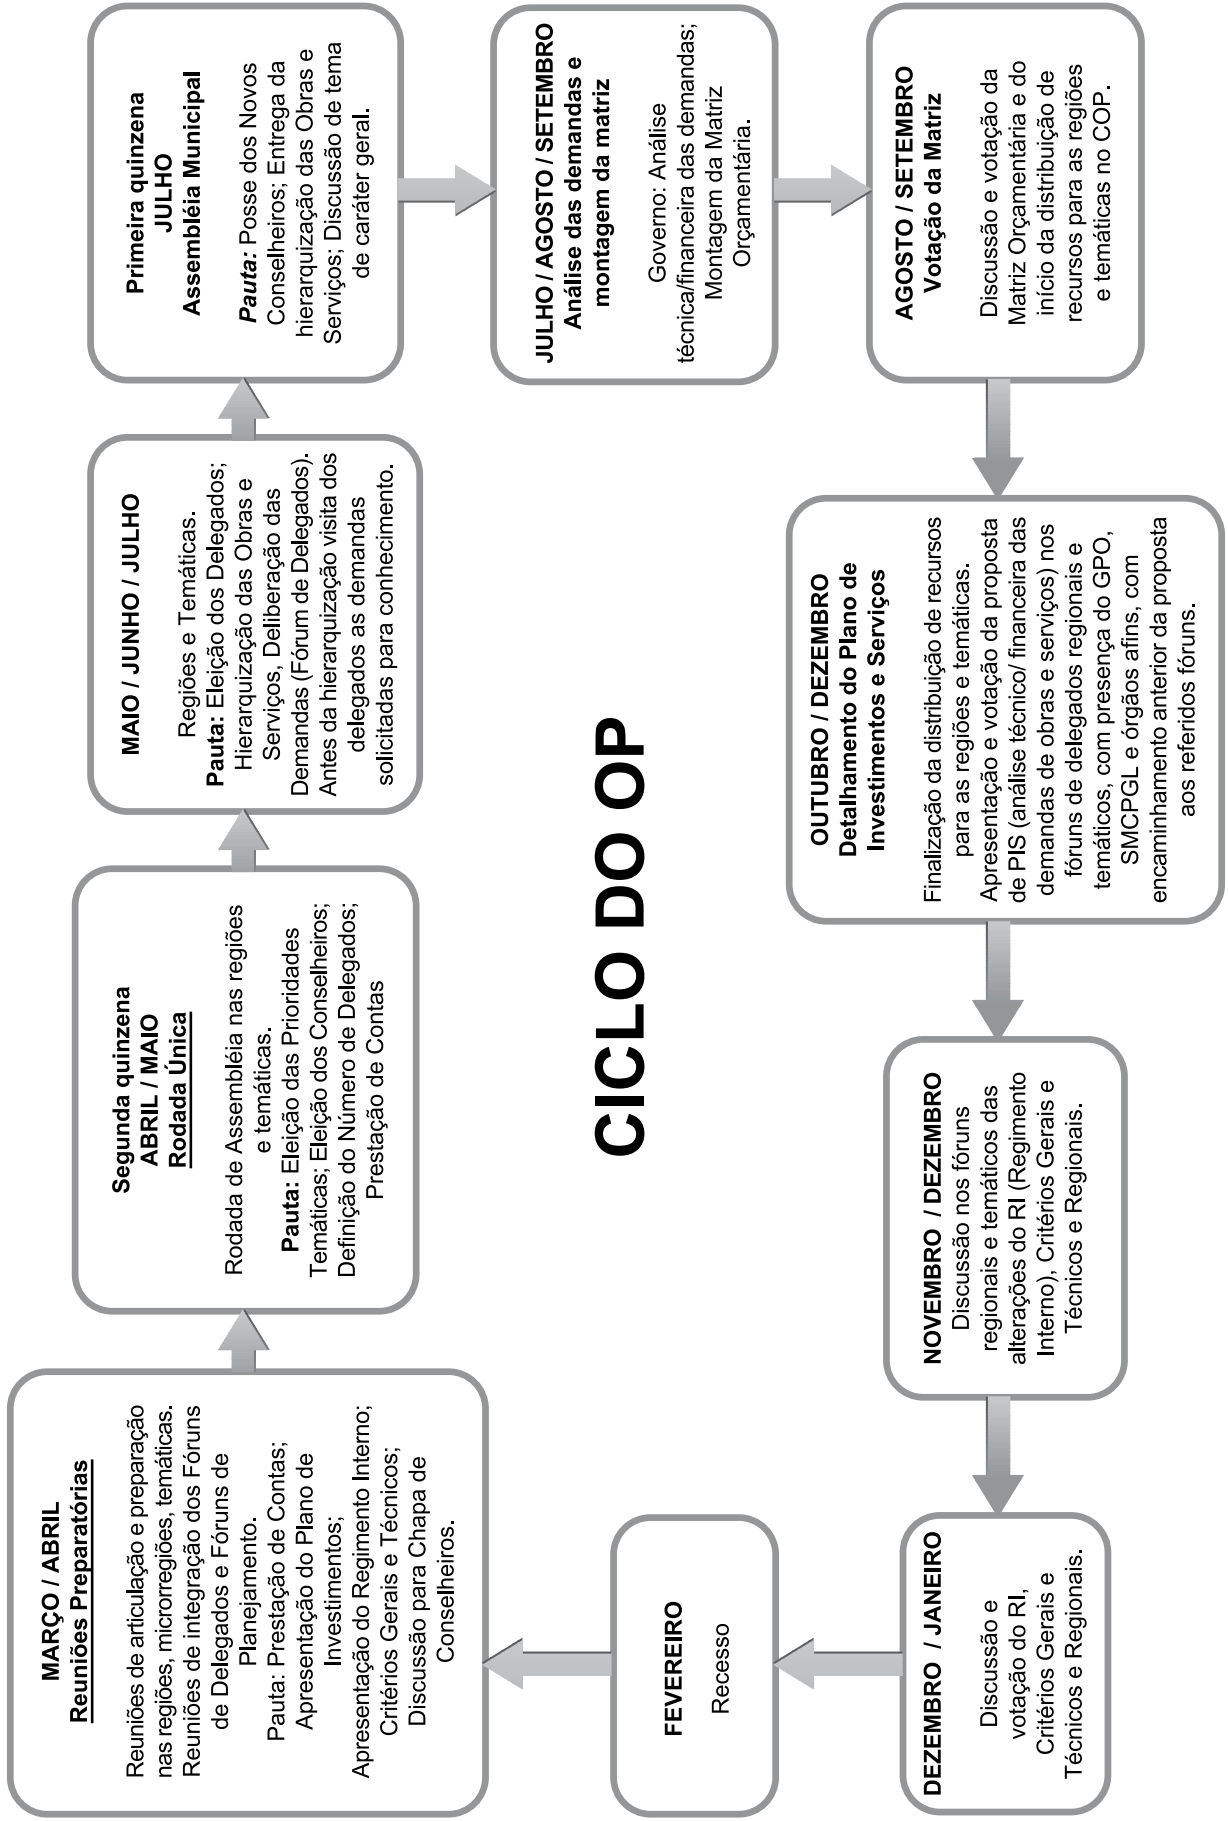 MARÇO / ABRIL
Reuniões Preparatórias
Reuniões de articulação e preparação
nas regiões, microrregiões, temáticas.
Reuniões de integração dos Fóruns
de Delegados e Fóruns de
Planejamento.
Pauta: Prestação de Contas;
Apresentação do Plano de
Investimentos;
Apresentação do Regimento Interno;
Critérios Gerais e Técnicos;
Discussão para Chapa de
Conselheiros.
Segunda quinzena
ABRIL / MAIO
Rodada Única
Rodada de Assembléia nas regiões
e temáticas.
Pauta: Eleição das Prioridades
Temáticas; Eleição dos Conselheiros;
Definição do Número de Delegados;
Prestação de Contas
MAIO / JUNHO / JULHO
Regiões e Temáticas.
Pauta: Eleição dos Delegados;
Hierarquização das Obras e
Serviços, Deliberação das
Demandas (Fórum de Delegados).
Antes da hierarquização visita dos
delegados as demandas
solicitadas para conhecimento.
Primeira quinzena
JULHO
Assembléia Municipal
Pauta: Posse dos Novos
Conselheiros; Entrega da
hierarquização das Obras e
Serviços; Discussão de tema
de caráter geral.
JULHO / AGOSTO / SETEMBRO
Análise das demandas e
montagem da matriz
Governo: Análise
técnica/financeira das demandas;
Montagem da Matriz
Orçamentária.
AGOSTO / SETEMBRO
Votação da Matriz
Discussão e votação da
Matriz Orçamentária e do
início da distribuição de
recursos para as regiões
e temáticas no COP.
CICLO DO OP
OUTUBRO / DEZEMBRO
Detalhamento do Plano de
Investimentos e Serviços
Finalização da distribuição de recursos
para as regiões e temáticas.
Apresentação e votação da proposta
de PIS (análise técnico/ financeira das
demandas de obras e serviços) nos
fóruns de delegados regionais e
temáticos, com presença do GPO,
SMCPGL e órgãos afins, com
encaminhamento anterior da proposta
aos referidos fóruns.
NOVEMBRO / DEZEMBRO
Discussão nos fóruns
regionais e temáticos das
alterações do RI (Regimento
Interno), Critérios Gerais e
Técnicos e Regionais.
DEZEMBRO / JANEIRO
Discussão e
votação do RI,
Critérios Gerais e
Técnicos e Regionais.
FEVEREIRO
Recesso